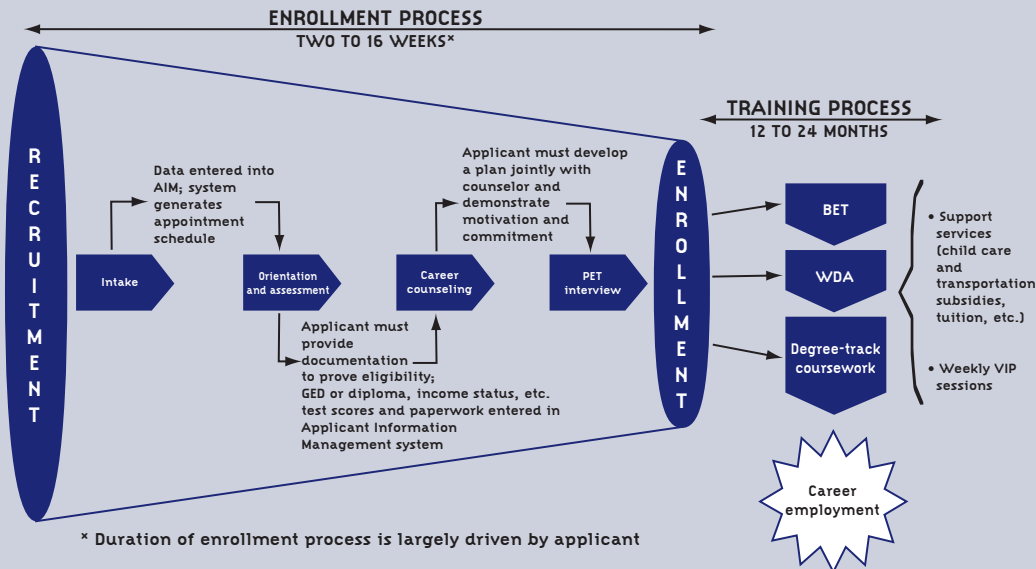 ENROLLMENT PROCESS
TWO TO 16 WEEKS*
TRAINING PROCESS
12 TO 24 MONTHS
RECRUITMENT
Intake
Data entered into
AIM; system
generates
appointment
schedule
Orientation
and assessment
Applicant must
provide
documentation
to prove eligibility;
GED or diploma, income status, etc.
test scores and paperwork entered in
Applicant Information
Management system
Career
counseling
Applicant must develop
a plan jointly with
counselor and
demonstrate
motivation and
commitment
PET
interview
ENROLLMENT
BET
WDA
Degree-track
coursework
• Support
services
(child care
and
transportation
subsidies,
tuition, etc.)
• Weekly VIP
sessions
Career
employment
* Duration of enrollment process is largely driven by applicant